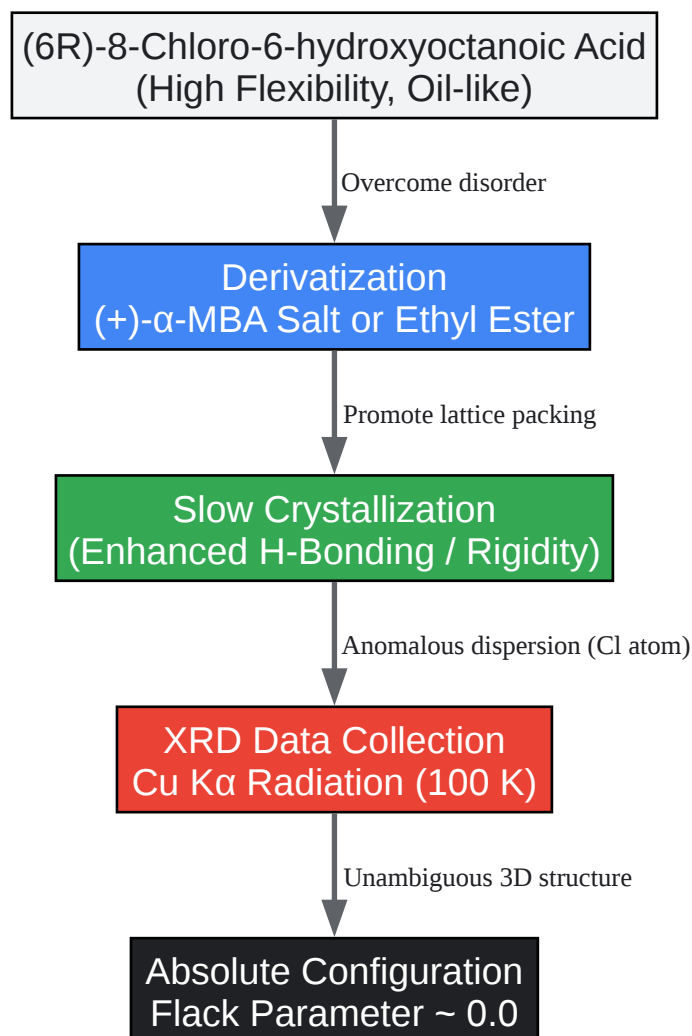 (6R)-8-Chloro-6-hydroxyoctanoic Acid
(High Flexibility, Oil-like)
Overcome disorder
Derivatization
(+)-α-MBA Salt or Ethyl Ester
Promote lattice packing
Slow Crystallization
(Enhanced H-Bonding / Rigidity)
Anomalous dispersion (Cl atom)
XRD Data Collection
Cu Kα Radiation (100 K)
Unambiguous 3D structure
Absolute Configuration
Flack Parameter ~ 0.0